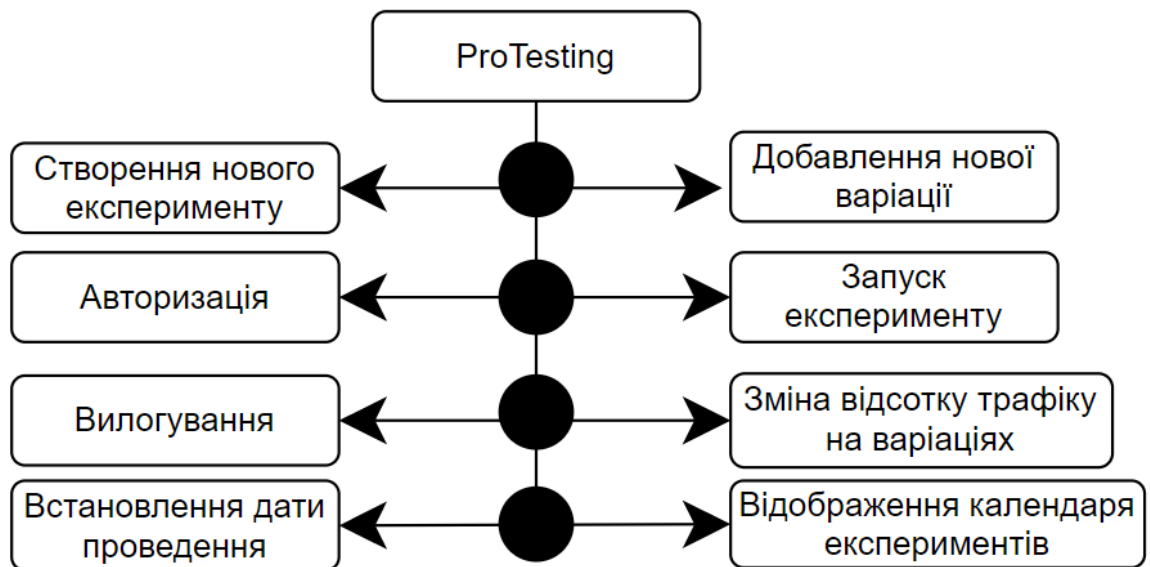 ProTesting
Створення нового
експерименту
Добавлення нової
варіації
Авторизація
Запуск
експерименту
Вилогування
Зміна відсотку трафіку
на варіаціях
Встановлення дати
проведення
Відображення календаря
експериментів